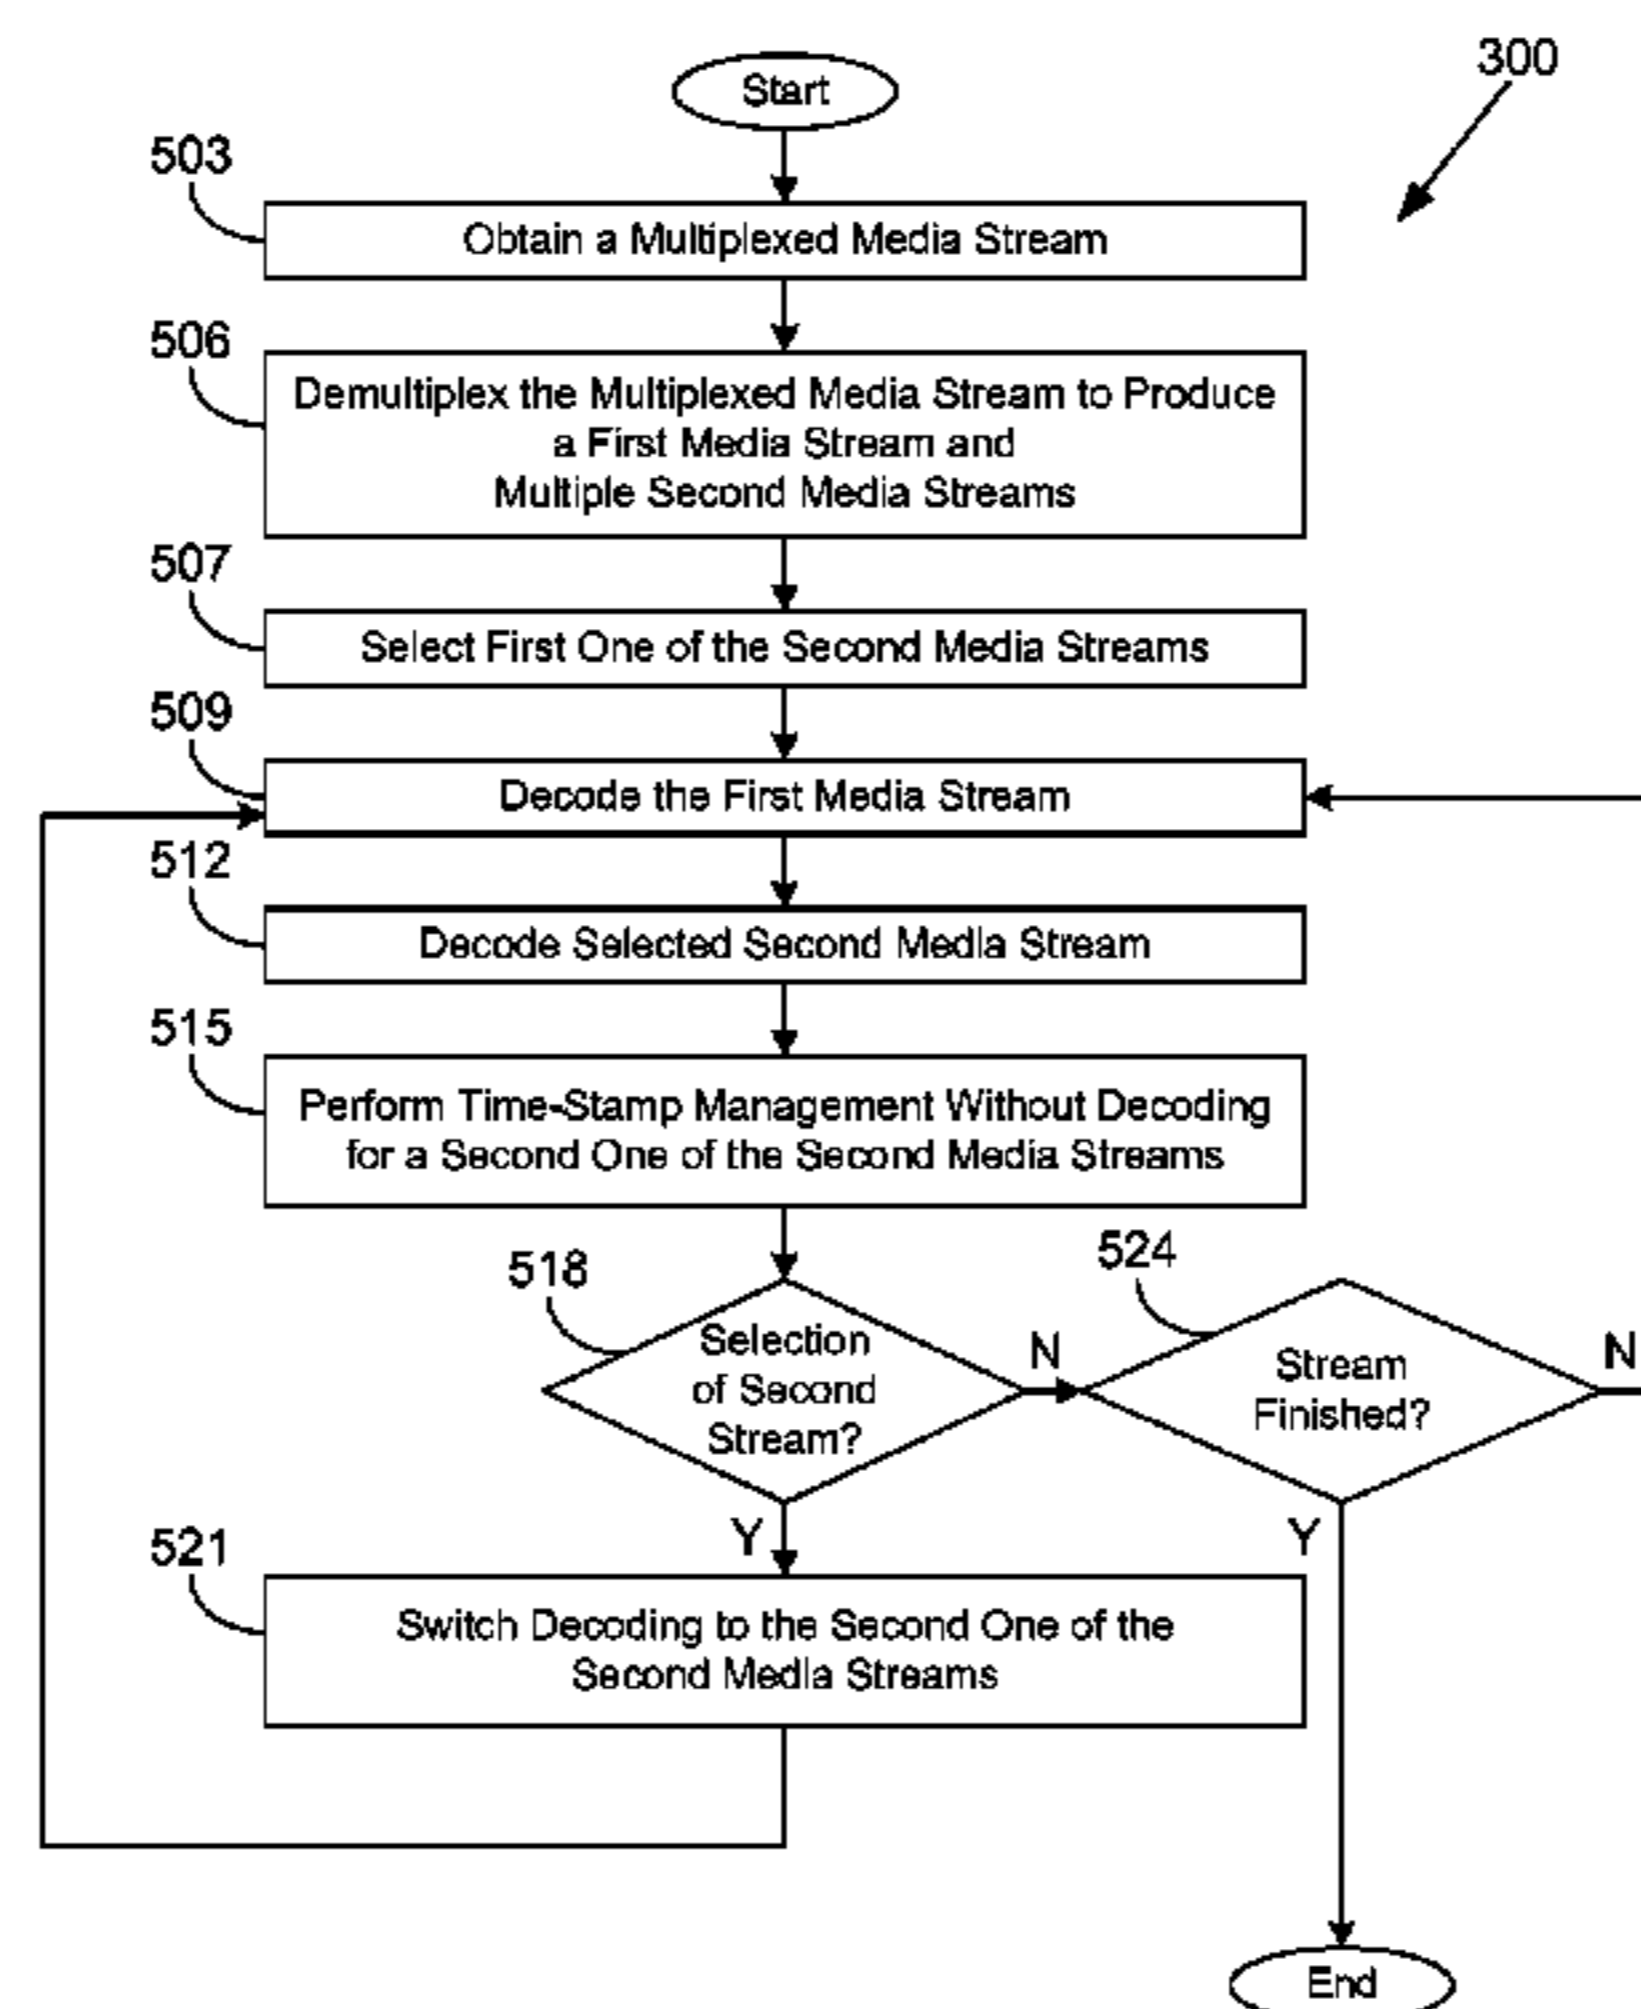 300
Start
503
Obtain a Multiplexed Media Stream
506
Demultiplex the Multiplexed Media Stream to Produce
a First Media Stream and
Multiple Second Media Streams
507
Select First One of the Second Media Streams
509
Decode the First Media Stream
512
Decode Selected Second Media Stream
515
Perform Time-Stamp Management Without Decoding
for a Second One of the Second Media Streams
518
Selection
of Second
Stream?
N
524
Stream
Finished?
N
Y
Y
521
Switch Decoding to the Second One of the
Second Media Streams
End